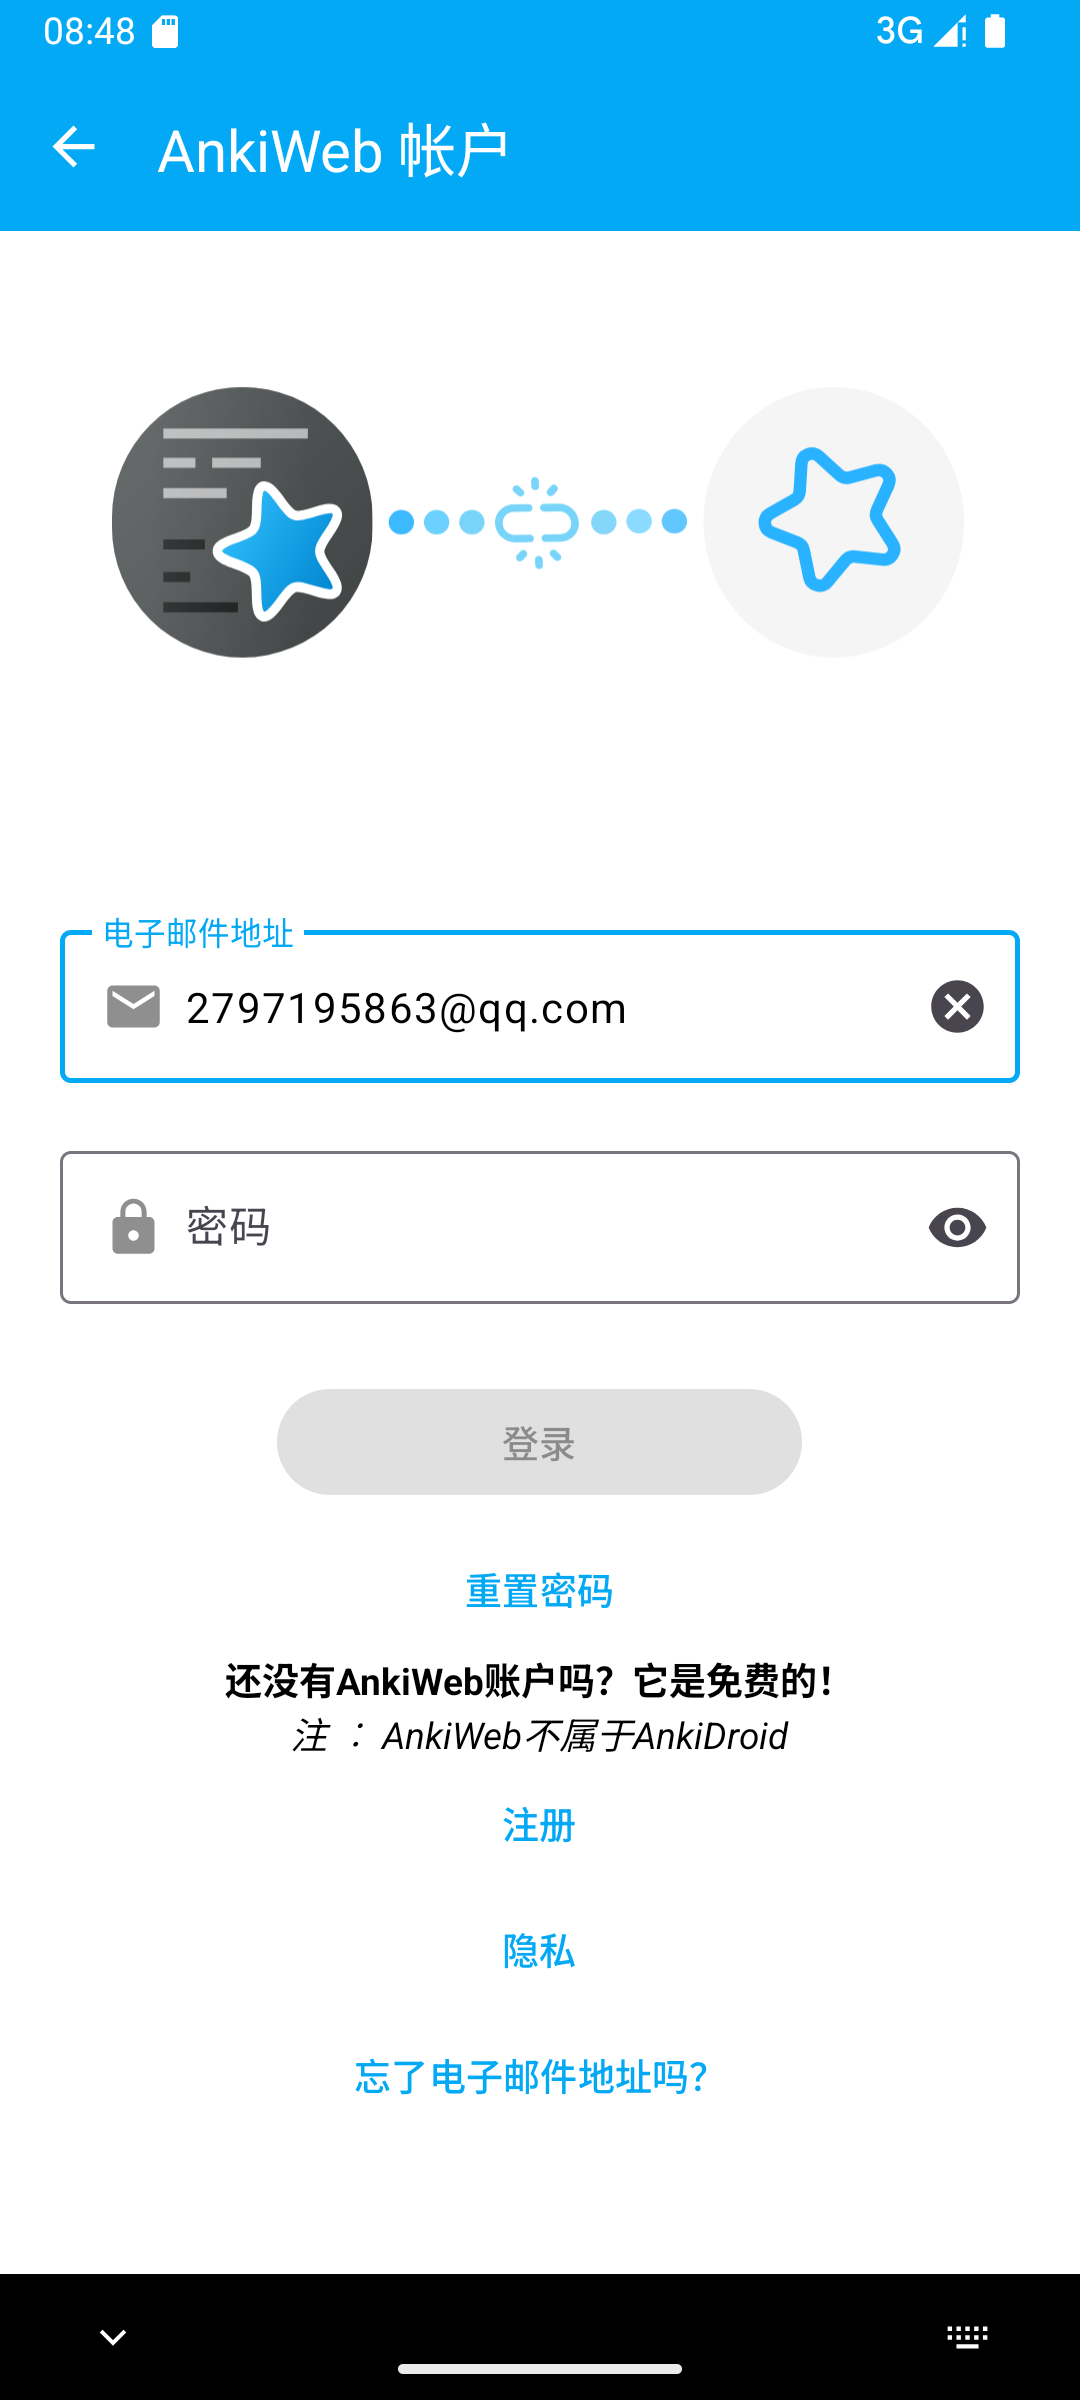 08:48
3G
AnkiWeb 帐户
电子邮件地址
2797195863@qq.com
密码
登录
重置密码
还没有AnkiWeb账户吗？它是免费的！
注 ： AnkiWeb不属于AnkiDroid
注册
隐私
忘了电子邮件地址吗？